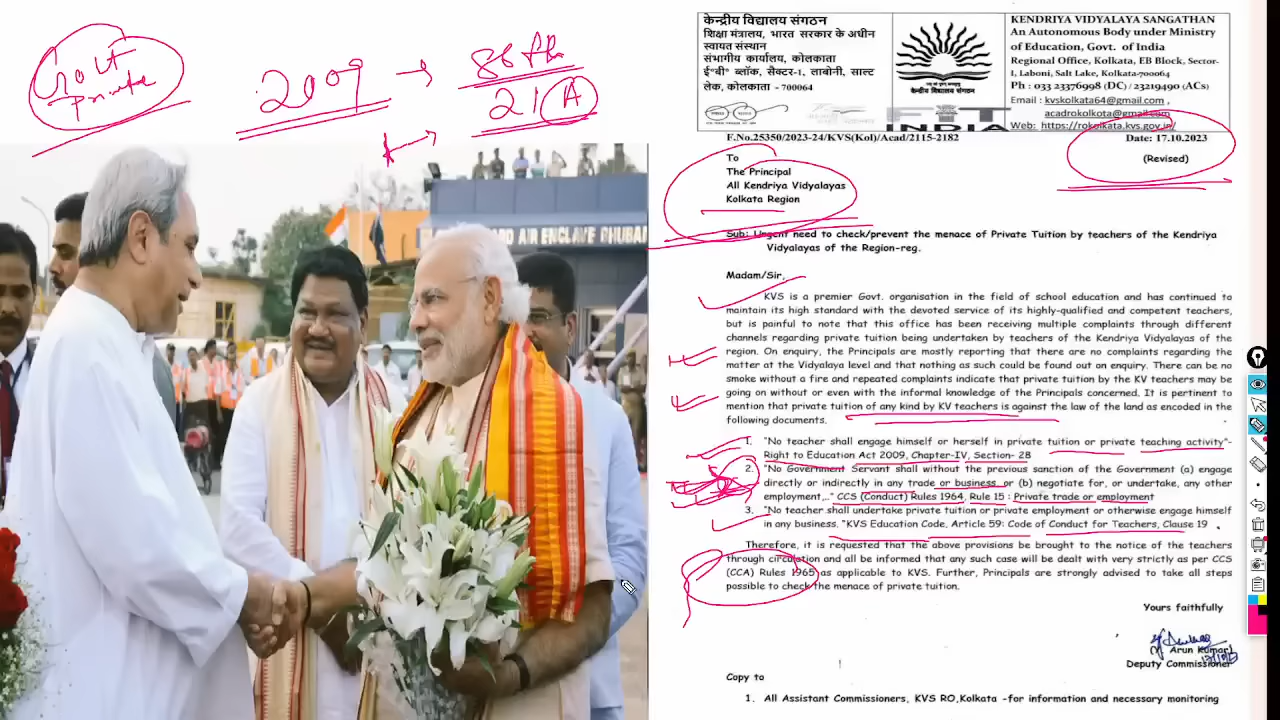 Govt
Private
2009 → 86th
21(A)
केन्द्रीय विद्यालय संगठन
शिक्षा मंत्रालय, भारत सरकार के अधीन
स्वायत संस्थान
संभागीय कार्यालय, कोलकाता
ई॰बी॰ ब्लॉक, सैक्टर-1, लाबोनी, साल्ट
लेक, कोलकाता - 700064
केन्द्रीय विद्यालय संगठन
INDIA
KENDRIYA VIDYALAYA SANGATHAN
An Autonomous Body under Ministry
of Education, Govt. of India
Regional Office, Kolkata, EB Block, Sector-
I, Laboni, Salt Lake, Kolkata-700064
Ph : 033 23376998 (DC) / 23219490 (ACs)
Email : kvskolkata64@gmail.com ,
acadrokolkota@gmail.com
Web: https://rokolkata.kvs.gov.in/
F.No.25350/2023-24/KVS(Kol)/Acad/2115-2182
Date: 17.10.2023
(Revised)
To
The Principal
All Kendriya Vidyalayas
Kolkata Region
Sub: Urgent need to check/prevent the menace of Private Tuition by teachers of the Kendriya
Vidyalayas of the Region-reg.
Madam/Sir,
KVS is a premier Govt. organisation in the field of school education and has continued to
maintain its high standard with the devoted service of its highly-qualified and competent teachers,
but is painful to note that this office has been receiving multiple complaints through different
channels regarding private tuition being undertaken by teachers of the Kendriya Vidyalayas of the
region. On enquiry, the Principals are mostly reporting that there are no complaints regarding the
matter at the Vidyalaya level and that nothing as such could be found out on enquiry. There can be no
smoke without a fire and repeated complaints indicate that private tuition by the KV teachers may be
going on without or even with the informal knowledge of the Principals concerned. It is pertinent to
mention that private tuition of any kind by KV teachers is against the law of the land as encoded in the
following documents.
1. "No teacher shall engage himself or herself in private tuition or private teaching activity"-
Right to Education Act 2009, Chapter-IV, Section- 28
2. "No Government Servant shall without the previous sanction of the Government (a) engage
directly or indirectly in any trade or business or (b) negotiate for, or undertake, any other
employment,.." CCS (Conduct) Rules 1964, Rule 15 : Private trade or employment
3. "No teacher shall undertake private tuition or private employment or otherwise engage himself
in any business. "KVS Education Code, Article 59: Code of Conduct for Teachers, Clause 19
Therefore, it is requested that the above provisions be brought to the notice of the teachers
through circulation and all be informed that any such case will be dealt with very strictly as per CCS
(CCA) Rules 1965 as applicable to KVS. Further, Principals are strongly advised to take all steps
possible to check the menace of private tuition.
Yours faithfully
(Y Arun Kumar)
Deputy Commissioner
Copy to
1. All Assistant Commissioners, KVS RO,Kolkata -for information and necessary monitoring